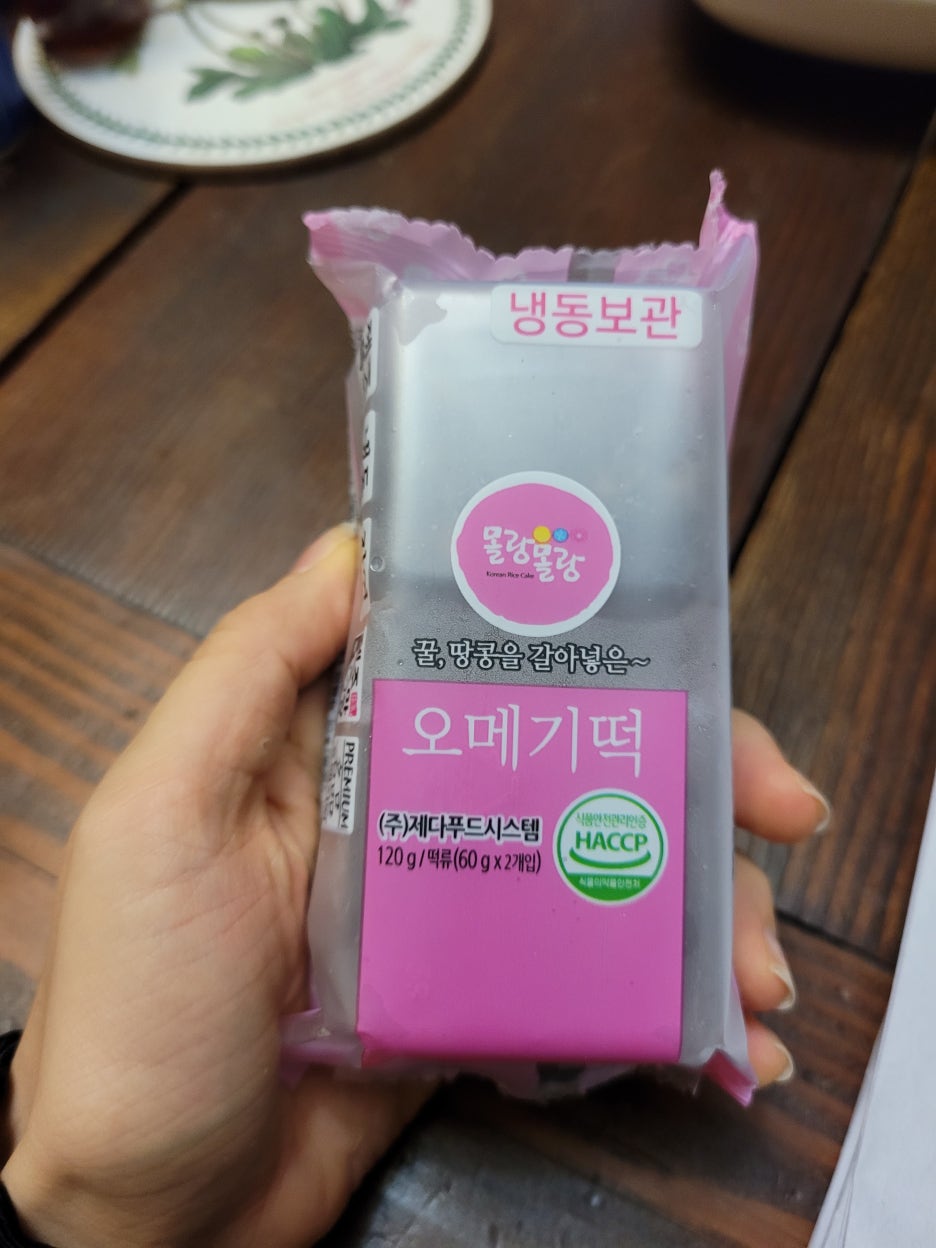 냉동보관
몰랑
몰랑
Korean Rice Cake
꿀, 땅콩을 갈아넣은~
오메기떡
(주)제다푸드시스템
120 g / 떡류(60 g x 2개입)
식품안전관리인증
HACCP
식품의약품안전처
PREMIUM